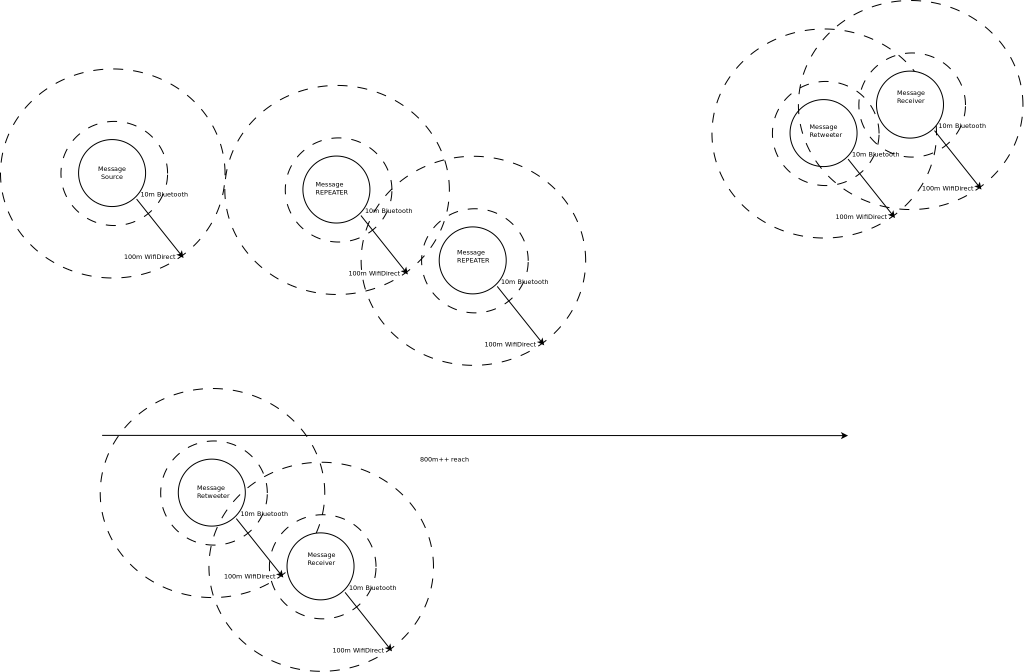 Message
Receiver
10m Bluetooth
100m WifiDirect
Message
Retweeter
10m Bluetooth
100m WifiDirect
Message
Source
10m Bluetooth
100m WifiDirect
Message
REPEATER
10m Bluetooth
100m WifiDirect
Message
REPEATER
10m Bluetooth
100m WifiDirect
800m++ reach
Message
Retweeter
10m Bluetooth
100m WifiDirect
Message
Receiver
10m Bluetooth
100m WifiDirect